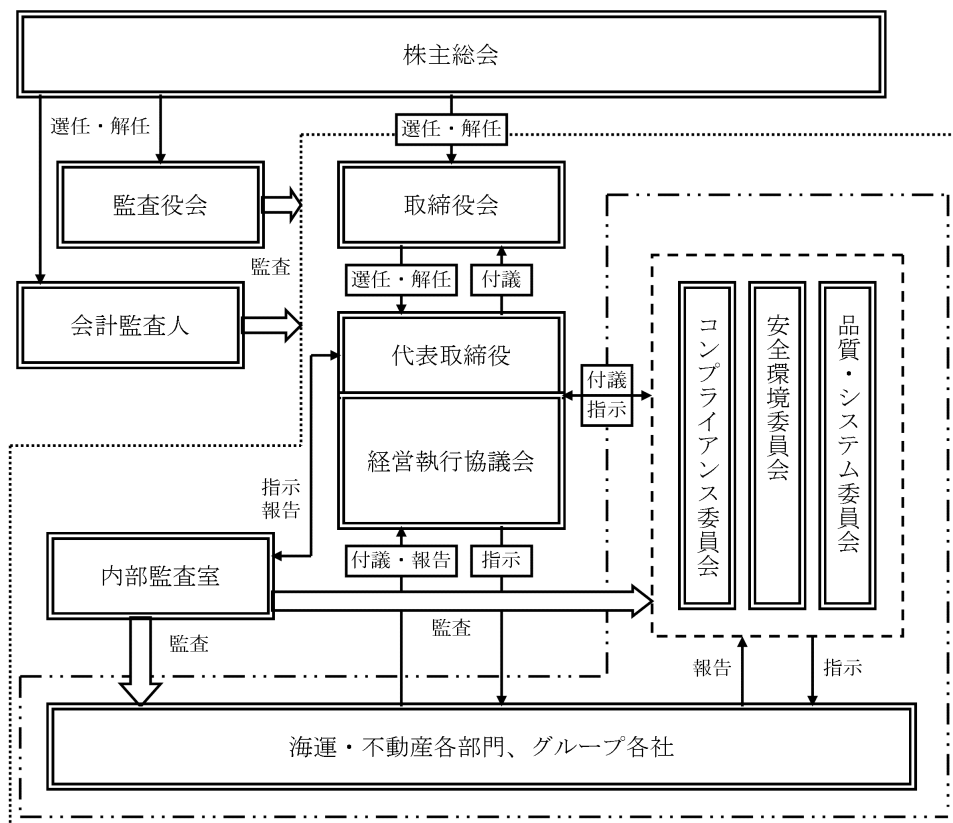 株主総会
選任・解任
選任・解任
監査役会
取締役会
監査
選任・解任
付議
会計監査人
代表取締役
経営執行協議会
付議
指示
コンプライアンス委員会
安全環境委員会
品質・システム委員会
指示
報告
内部監査室
付議・報告
指示
監査
監査
報告
指示
海運・不動産各部門、グループ各社